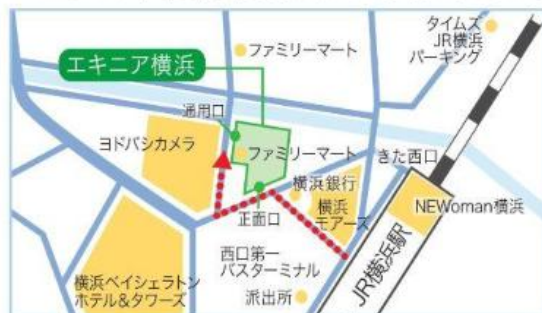 タイムズ
JR横浜
パーキング
ファミリーマート
エキニア横浜
通用口
ヨドバシカメラ
ファミリーマート
きた西口
横浜銀行
NEWoman横浜
横浜
モアーズ
正面口
JR横浜駅
西口第一
バスターミナル
横浜ベイシェラトン
ホテル&タワーズ
派出所